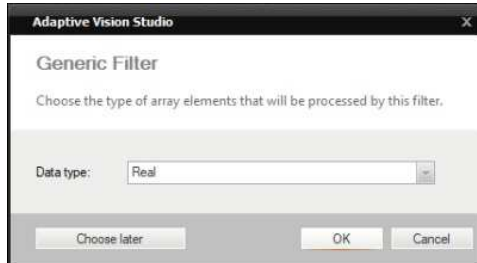 Adaptive Vision Studio
Generic Filter
Choose the type of array elements that will be processed by this filter.
Data type: Real
Choose later OK Cancel